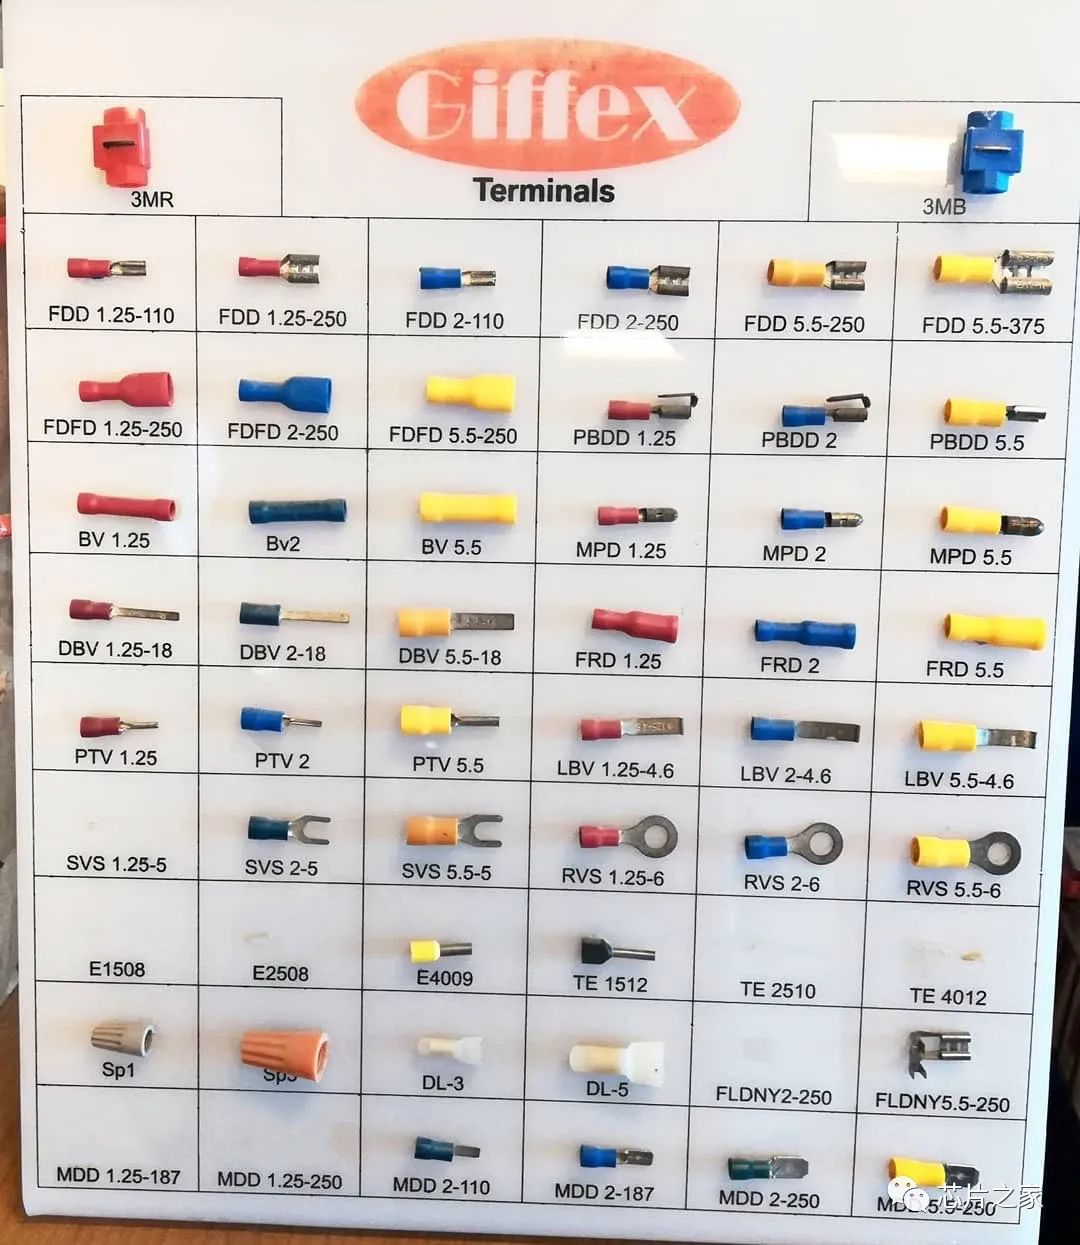 Giffex
Terminals
3MR
3MB
FDD 1.25-110
FDD 1.25-250
FDD 2-110
FDD 2-250
FDD 5.5-250
FDD 5.5-375
FDFD 1.25-250
FDFD 2-250
FDFD 5.5-250
PBDD 1.25
PBDD 2
PBDD 5.5
BV 1.25
Bv2
BV 5.5
MPD 1.25
MPD 2
MPD 5.5
DBV 1.25-18
DBV 2-18
DBV 5.5-18
FRD 1.25
FRD 2
FRD 5.5
PTV 1.25
PTV 2
PTV 5.5
LBV 1.25-4.6
LBV 2-4.6
LBV 5.5-4.6
SVS 1.25-5
SVS 2-5
SVS 5.5-5
RVS 1.25-6
RVS 2-6
RVS 5.5-6
E1508
E2508
E4009
TE 1512
TE 2510
TE 4012
Sp1
DL-3
DL-5
FLDNY2-250
FLDNY5.5-250
MDD 1.25-187
MDD 1.25-250
MDD 2-110
MDD 2-187
MDD 2-250
MDD 5.5-250
芯片之家